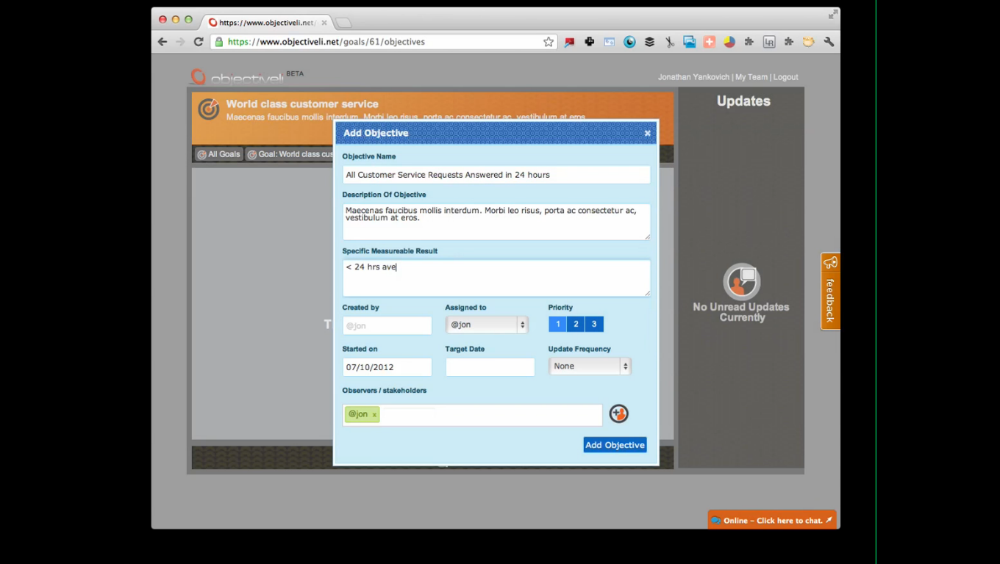 https://www.objectiveli.net/
https://www.objectiveli.net/goals/61/objectives
objectiveli BETA
Jonathan Yankovich | My Team | Logout
World class customer service
Maecenas faucibus mollis interdum. Morbi leo risus, porta ac consectetur ac, vestibulum at eros.
Updates
All Goals
Goal: World class cus
Add Objective
x
Objective Name
All Customer Service Requests Answered in 24 hours
Description Of Objective
Maecenas faucibus mollis interdum. Morbi leo risus, porta ac consectetur ac,
vestibulum at eros.
Specific Measureable Result
< 24 hrs ave
Created by
Assigned to
Priority
@jon
@jon
1 2 3
Started on
Target Date
Update Frequency
07/10/2012
None
Observers / stakeholders
@jon x
Add Objective
No Unread Updates
Currently
feedback
Online – Click here to chat.